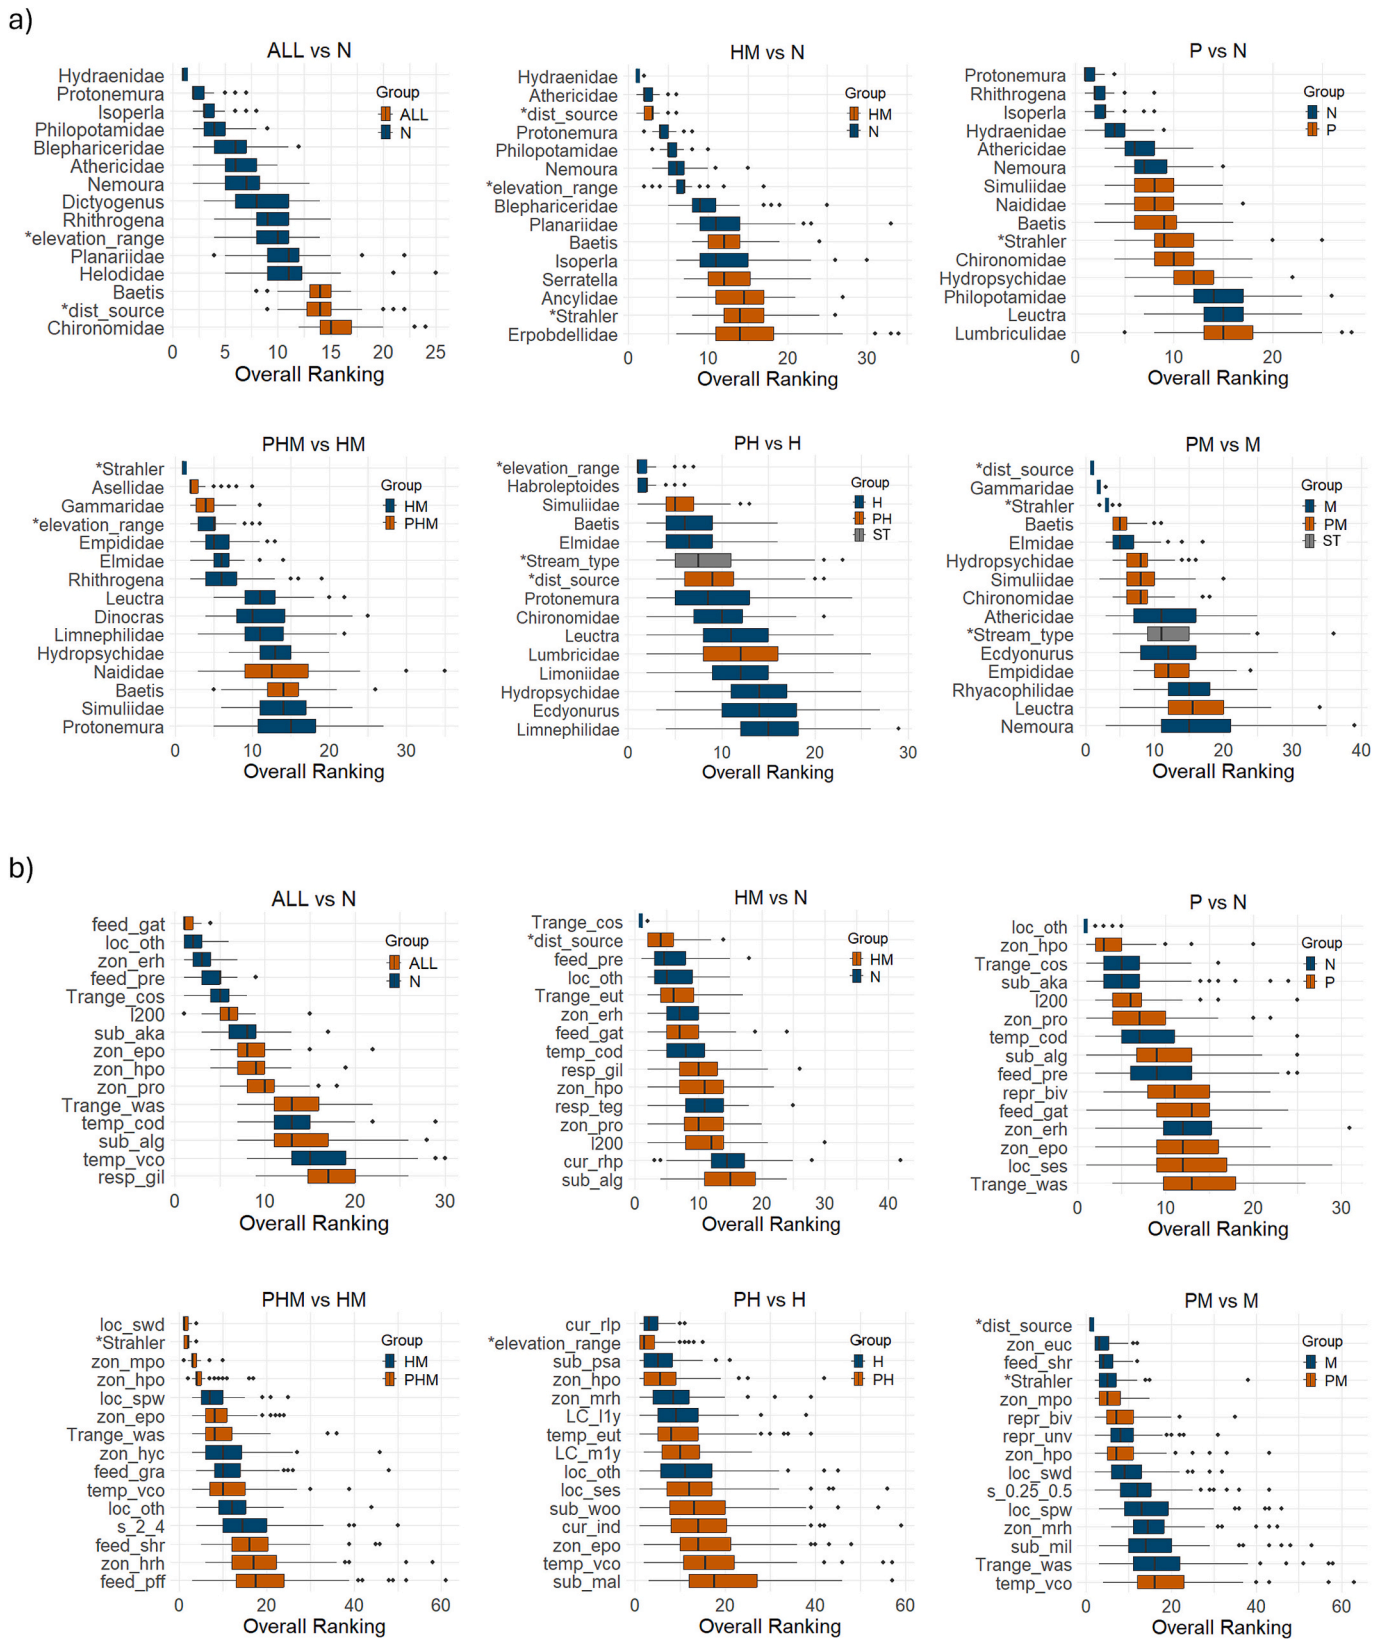 a)
ALL vs N
Hydraenidae
Protonemura
Isoperla
Philopotamidae
Blephariceridae
Athericidae
Nemoura
Dictyogenus
Rhithrogena
*elevation_range
Planariidae
Helodidae
Baetis
*dist_source
Chironomidae
Group
ALL
N
0 5 10 15 20 25
Overall Ranking
HM vs N
Hydraenidae
Athericidae
*dist_source
Protonemura
Philopotamidae
Nemoura
*elevation_range
Blephariceridae
Planariidae
Baetis
Isoperla
Serratella
Ancylidae
*Strahler
Erpobdellidae
Group
HM
N
0 10 20 30
Overall Ranking
P vs N
Protonemura
Rhithrogena
Isoperla
Hydraenidae
Athericidae
Nemoura
Simuliidae
Naididae
Baetis
*Strahler
Chironomidae
Hydropsychidae
Philopotamidae
Leuctra
Lumbriculidae
Group
N
P
0 10 20
Overall Ranking
PHM vs HM
*Strahler
Asellidae
Gammaridae
*elevation_range
Empididae
Elmidae
Rhithrogena
Leuctra
Dinocras
Limnephilidae
Hydropsychidae
Naididae
Baetis
Simuliidae
Protonemura
Group
HM
PHM
0 10 20 30
Overall Ranking
PH vs H
*elevation_range
Habroleptoides
Simuliidae
Baetis
Elmidae
*Stream_type
*dist_source
Protonemura
Chironomidae
Leuctra
Lumbricidae
Limoniidae
Hydropsychidae
Ecdyonurus
Limnephilidae
Group
H
PH
ST
0 10 20 30
Overall Ranking
PM vs M
*dist_source
Gammaridae
*Strahler
Baetis
Elmidae
Hydropsychidae
Simuliidae
Chironomidae
Athericidae
*Stream_type
Ecdyonurus
Empididae
Rhyacophilidae
Leuctra
Nemoura
Group
M
PM
ST
0 10 20 30 40
Overall Ranking
b)
ALL vs N
feed_gat
loc_oth
zon_erh
feed_pre
Trange_cos
l200
sub_aka
zon_epo
zon_hpo
zon_pro
Trange_was
temp_cod
sub_alg
temp_vco
resp_gil
Group
ALL
N
0 10 20 30
Overall Ranking
HM vs N
Trange_cos
*dist_source
feed_pre
loc_oth
Trange_eut
zon_erh
feed_gat
temp_cod
resp_gil
zon_hpo
resp_teg
zon_pro
l200
cur_rhp
sub_alg
Group
HM
N
0 10 20 30 40
Overall Ranking
P vs N
loc_oth
zon_hpo
Trange_cos
sub_aka
l200
zon_pro
temp_cod
sub_alg
feed_pre
repr_biv
feed_gat
zon_erh
zon_epo
loc_ses
Trange_was
Group
N
P
0 10 20 30
Overall Ranking
PHM vs HM
loc_swd
*Strahler
zon_mpo
zon_hpo
loc_spw
zon_epo
Trange_was
zon_hyc
feed_gra
temp_vco
loc_oth
s_2_4
feed_shr
zon_hrh
feed_pff
Group
HM
PHM
0 20 40 60
Overall Ranking
PH vs H
cur_rlp
*elevation_range
sub_psa
zon_hpo
zon_mrh
LC_l1y
temp_eut
LC_m1y
loc_oth
loc_ses
sub_woo
cur_ind
zon_epo
temp_vco
sub_mal
Group
H
PH
0 20 40 60
Overall Ranking
PM vs M
*dist_source
zon_euc
feed_shr
*Strahler
zon_mpo
repr_biv
repr_unv
zon_hpo
loc_swd
s_0.25_0.5
loc_spw
zon_mrh
sub_mil
Trange_was
temp_vco
Group
M
PM
0 20 40 60
Overall Ranking